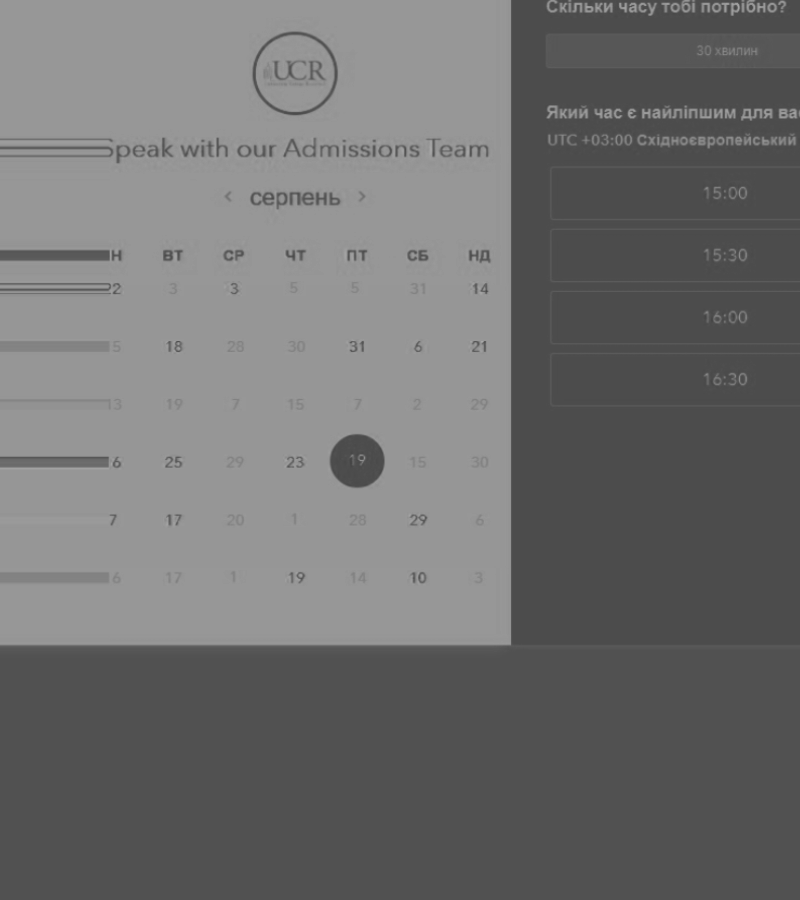 UCR
Speak with our Admissions Team
< серпень >
Н ВТ СР ЧТ ПТ СБ НД
22 3 3 5 5 31 14
5 18 28 30 31 6 21
13 19 7 15 7 2 29
6 25 29 23 19 15 30
7 17 20 1 28 29 6
6 17 1 19 14 10 3
Скільки часу тобі потрібно?
30 хвилин
Який час є найліпшим для вас
UTC +03:00 Східноєвропейський
15:00
15:30
16:00
16:30